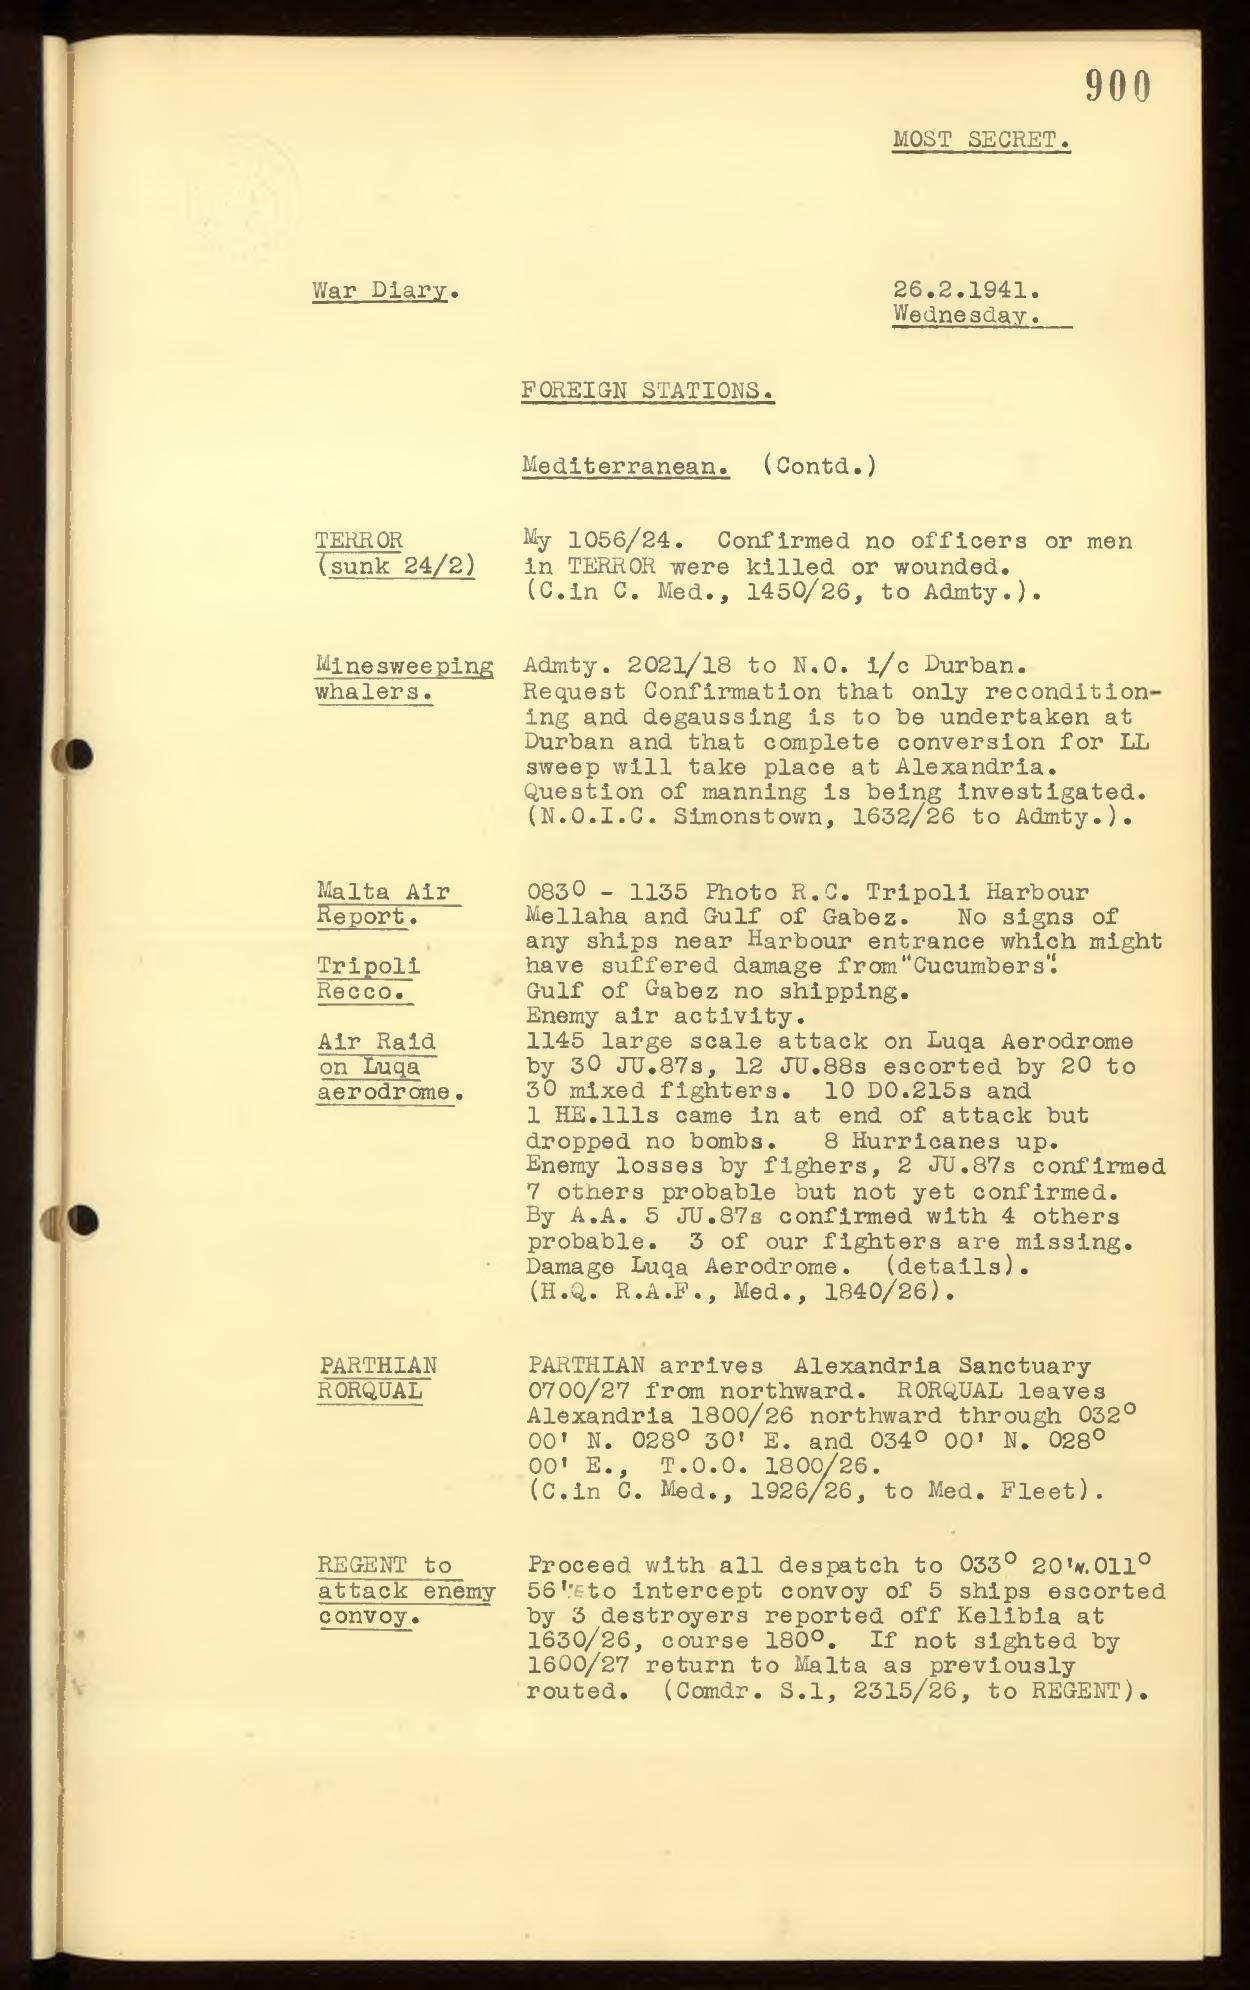 900
MOST SECRET.
War Diary.
26.2.1941.
Wednesday.
FOREIGN STATIONS.
Mediterranean. (Contd.)
TERROR
(sunk 24/2)
My 1056/24. Confirmed no officers or men
in TERROR were killed or wounded.
(C.in C. Med., 1450/26, to Admty.).
Minesweeping
whalers.
Admty. 2021/18 to N.O. i/c Durban.
Request Confirmation that only recondition-
ing and degaussing is to be undertaken at
Durban and that complete conversion for LL
sweep will take place at Alexandria.
Question of manning is being investigated.
(N.O.I.C. Simonstown, 1632/26 to Admty.).
Malta Air
Report.
Tripoli
Recco.
Air Raid
on Luqa
aerodrome.
0830 - 1135 Photo R.C. Tripoli Harbour
Mellaha and Gulf of Gabez. No signs of
any ships near Harbour entrance which might
have suffered damage from "Cucumbers".
Gulf of Gabez no shipping.
Enemy air activity.
1145 large scale attack on Luqa Aerodrome
by 30 JU.87s, 12 JU.88s escorted by 20 to
30 mixed fighters. 10 DO.215s and
1 HE.111s came in at end of attack but
dropped no bombs. 8 Hurricanes up.
Enemy losses by fighers, 2 JU.87s confirmed
7 others probable but not yet confirmed.
By A.A. 5 JU.87s confirmed with 4 others
probable. 3 of our fighters are missing.
Damage Luqa Aerodrome. (details).
(H.Q. R.A.F., Med., 1840/26).
PARTHIAN
RORQUAL
PARTHIAN arrives Alexandria Sanctuary
0700/27 from northward. RORQUAL leaves
Alexandria 1800/26 northward through 032°
00' N. 028° 30' E. and 034° 00' N. 028°
00' E., T.O.O. 1800/26.
(C.in C. Med., 1926/26, to Med. Fleet).
REGENT to
attack enemy
convoy.
Proceed with all despatch to 033° 20'N.011°
56'E to intercept convoy of 5 ships escorted
by 3 destroyers reported off Kelibia at
1630/26, course 180°. If not sighted by
1600/27 return to Malta as previously
routed. (Comdr. S.1, 2315/26, to REGENT).